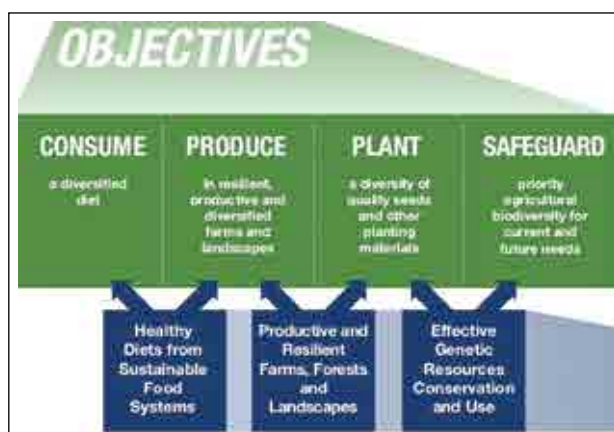 OBJECTIVES
CONSUME
a diversified
diet
PRODUCE
in resilient,
productive and
diversified
farms and
landscapes
PLANT
a diversity of
quality seeds
and other
planting
materials
SAFEGUARD
priority
agricultural
biodiversity for
current and
future needs
Healthy
Diets from
Sustainable
Food
Systems
Productive and
Resilient
Farms, Forests
and
Landscapes
Effective
Genetic
Resources
Conservation
and Use